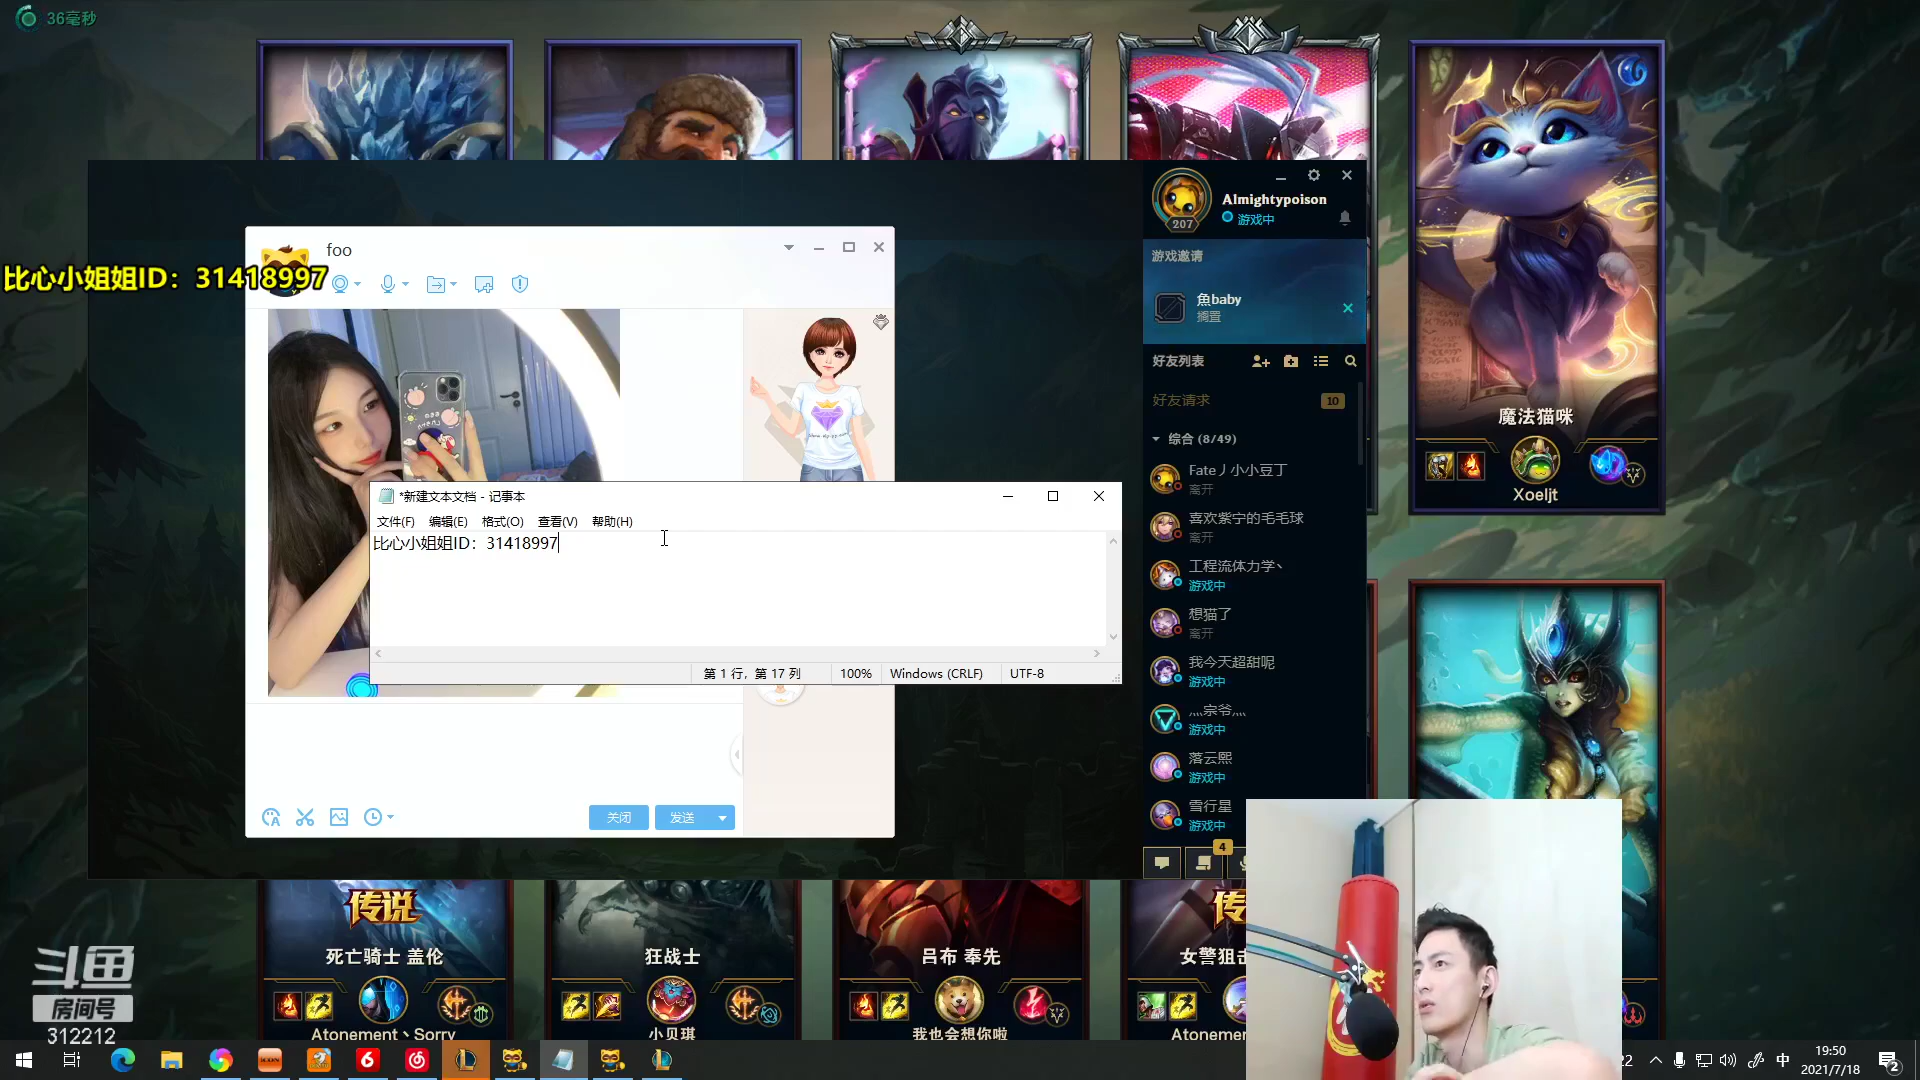 36毫秒
比心小姐姐ID：31418997
foo
Almightypoison
207
游戏中
游戏邀请
魚baby
搁置
好友列表
好友请求
10
综合 (8/49)
Fate丿小小豆丁
离开
喜欢紫宁的毛毛球
离开
工程流体力学丶
游戏中
想猫了
离开
我今天超甜呢
游戏中
灬宗爷灬
游戏中
落云熙
游戏中
雪行星
游戏中
4
魔法猫咪
Xoeljt
*新建文本文档 - 记事本
文件(F) 编辑(E) 格式(O) 查看(V) 帮助(H)
比心小姐姐ID：31418997
第 1 行，第 17 列
100%
Windows (CRLF)
UTF-8
关闭
发送
传说
死亡骑士 盖伦
Atonement丶Sorry
狂战士
小贝琪
吕布 奉先
我也会想你啦
女警狙击
Atonement
斗鱼
房间号
312212
中
19:50
2021/7/18
2